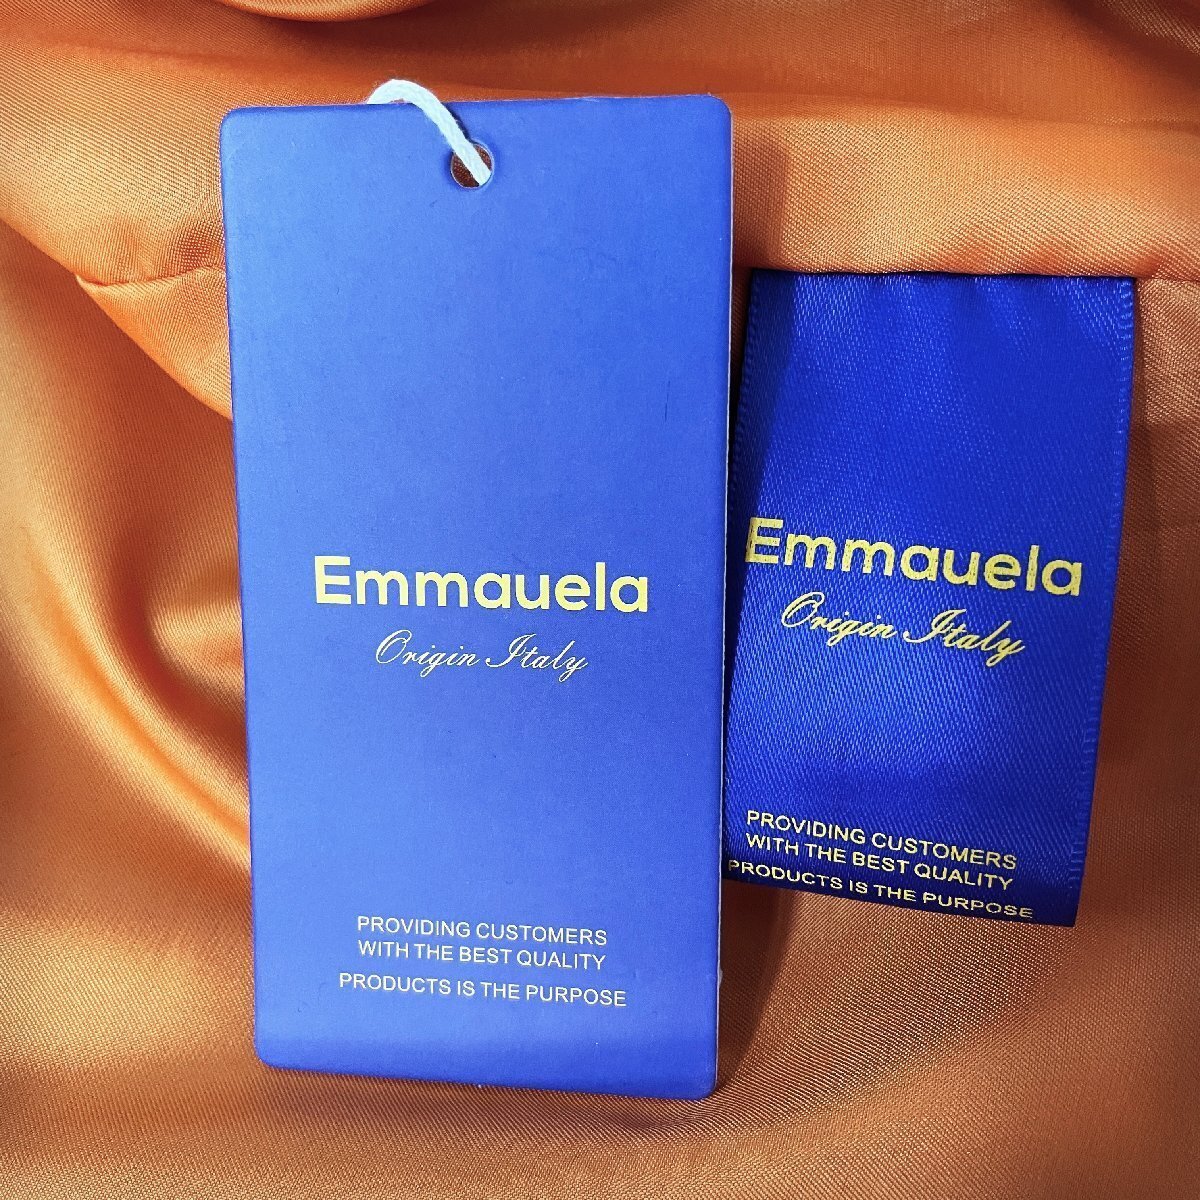 Emmauela
Origin Italy
PROVIDING CUSTOMERS
WITH THE BEST QUALITY
PRODUCTS IS THE PURPOSE
Emmauela
Origin Italy
PROVIDING CUSTOMERS
WITH THE BEST QUALITY
PRODUCTS IS THE PURPOSE